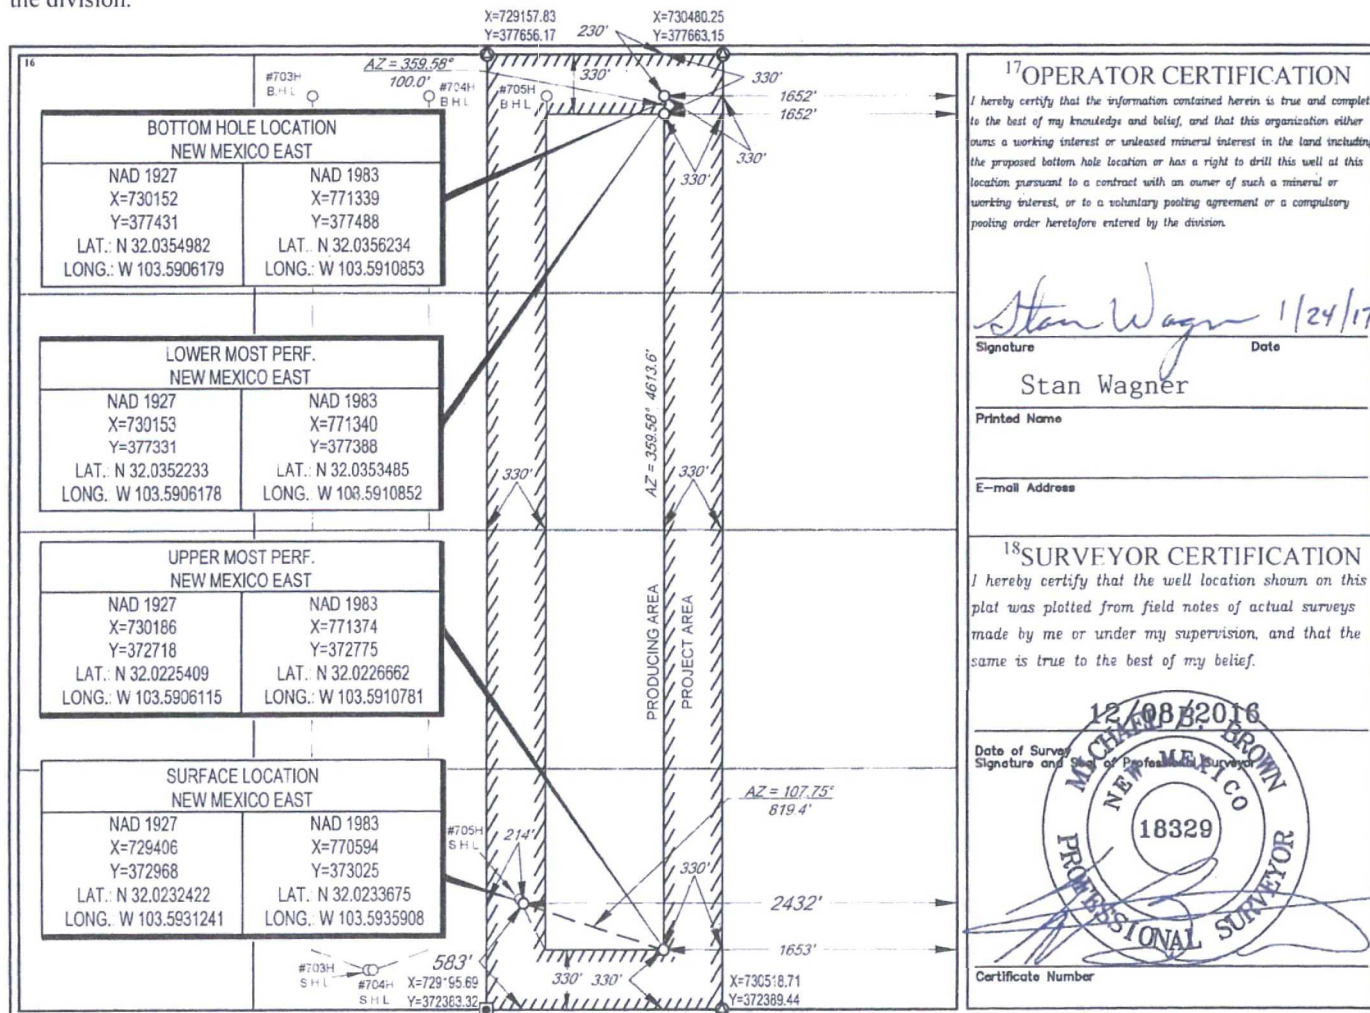 the division.
X=729157.83
Y=377656.17
X=730480.25
Y=377663.15
230'
16
#703H
B.H.L
AZ = 359.58°
100.0'
#704H
B H L
#705H
B H L
330'
330'
1652'
1652'
330'
330'
BOTTOM HOLE LOCATION
NEW MEXICO EAST
NAD 1927
X=730152
Y=377431
LAT.: N 32.0354982
LONG.: W 103.5906179
NAD 1983
X=771339
Y=377488
LAT.: N 32.0356234
LONG.: W 103.5910853
LOWER MOST PERF.
NEW MEXICO EAST
NAD 1927
X=730153
Y=377331
LAT.: N 32.0352233
LONG. W 103.5906178
NAD 1983
X=771340
Y=377388
LAT.: N 32.0353485
LONG. W 103.5910852
UPPER MOST PERF.
NEW MEXICO EAST
NAD 1927
X=730186
Y=372718
LAT.: N 32.0225409
LONG.: W 103.5906115
NAD 1983
X=771374
Y=372775
LAT.: N 32.0226662
LONG.: W 103.5910781
SURFACE LOCATION
NEW MEXICO EAST
NAD 1927
X=729406
Y=372968
LAT.: N 32.0232422
LONG. W 103.5931241
NAD 1983
X=770594
Y=373025
LAT.: N 32.0233675
LONG. W 103.5935908
330'
AZ = 359.58° 4613.6'
330'
PRODUCING AREA
PROJECT AREA
#705H
S H L
214'
AZ = 107.75°
819.4'
330'
2432'
1653'
#703H
S H L
#704H
S H L
583'
X=729195.69
Y=372383.32
330'
330'
X=730518.71
Y=372389.44
17 OPERATOR CERTIFICATION
I hereby certify that the information contained herein is true and complet
to the best of my knowledge and belief, and that this organization either
owns a working interest or unleased mineral interest in the land including
the proposed bottom hole location or has a right to drill this well at this
location pursuant to a contract with an owner of such a mineral or
working interest, or to a voluntary pooling agreement or a compulsory
pooling order heretofore entered by the division.
Stan Wagner 1/24/17
Signature Date
Stan Wagner
Printed Name
E-mail Address
18 SURVEYOR CERTIFICATION
I hereby certify that the well location shown on this
plat was plotted from field notes of actual surveys
made by me or under my supervision, and that the
same is true to the best of my belief.
12/08/2016
Date of Survey
Signature and Seal of Professional Surveyor
MICHAEL B. BROWN
NEW MEXICO
18329
PROFESSIONAL SURVEYOR
Certificate Number